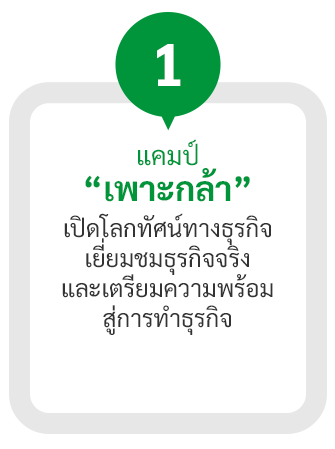 1
แคมป์
“เพาะกล้า”
เปิดโลกทัศน์ทางธุรกิจ
เยี่ยมชมธุรกิจจริง
และเตรียมความพร้อม
สู่การทำธุรกิจ